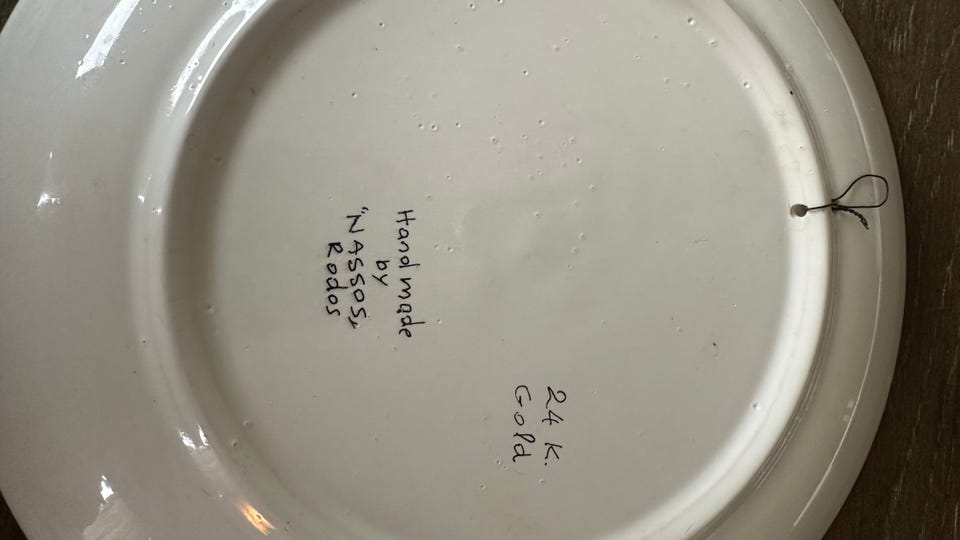 24 K.
Gold
Hand made
by
"NASSOS"
Rodos